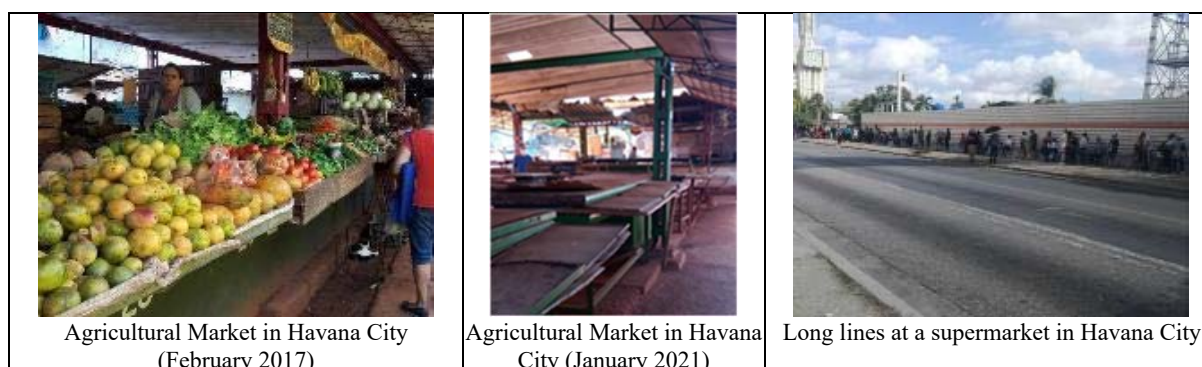 Agricultural Market in Havana City
(February 2017)
Agricultural Market in Havana
City (January 2021)
Long lines at a supermarket in Havana City